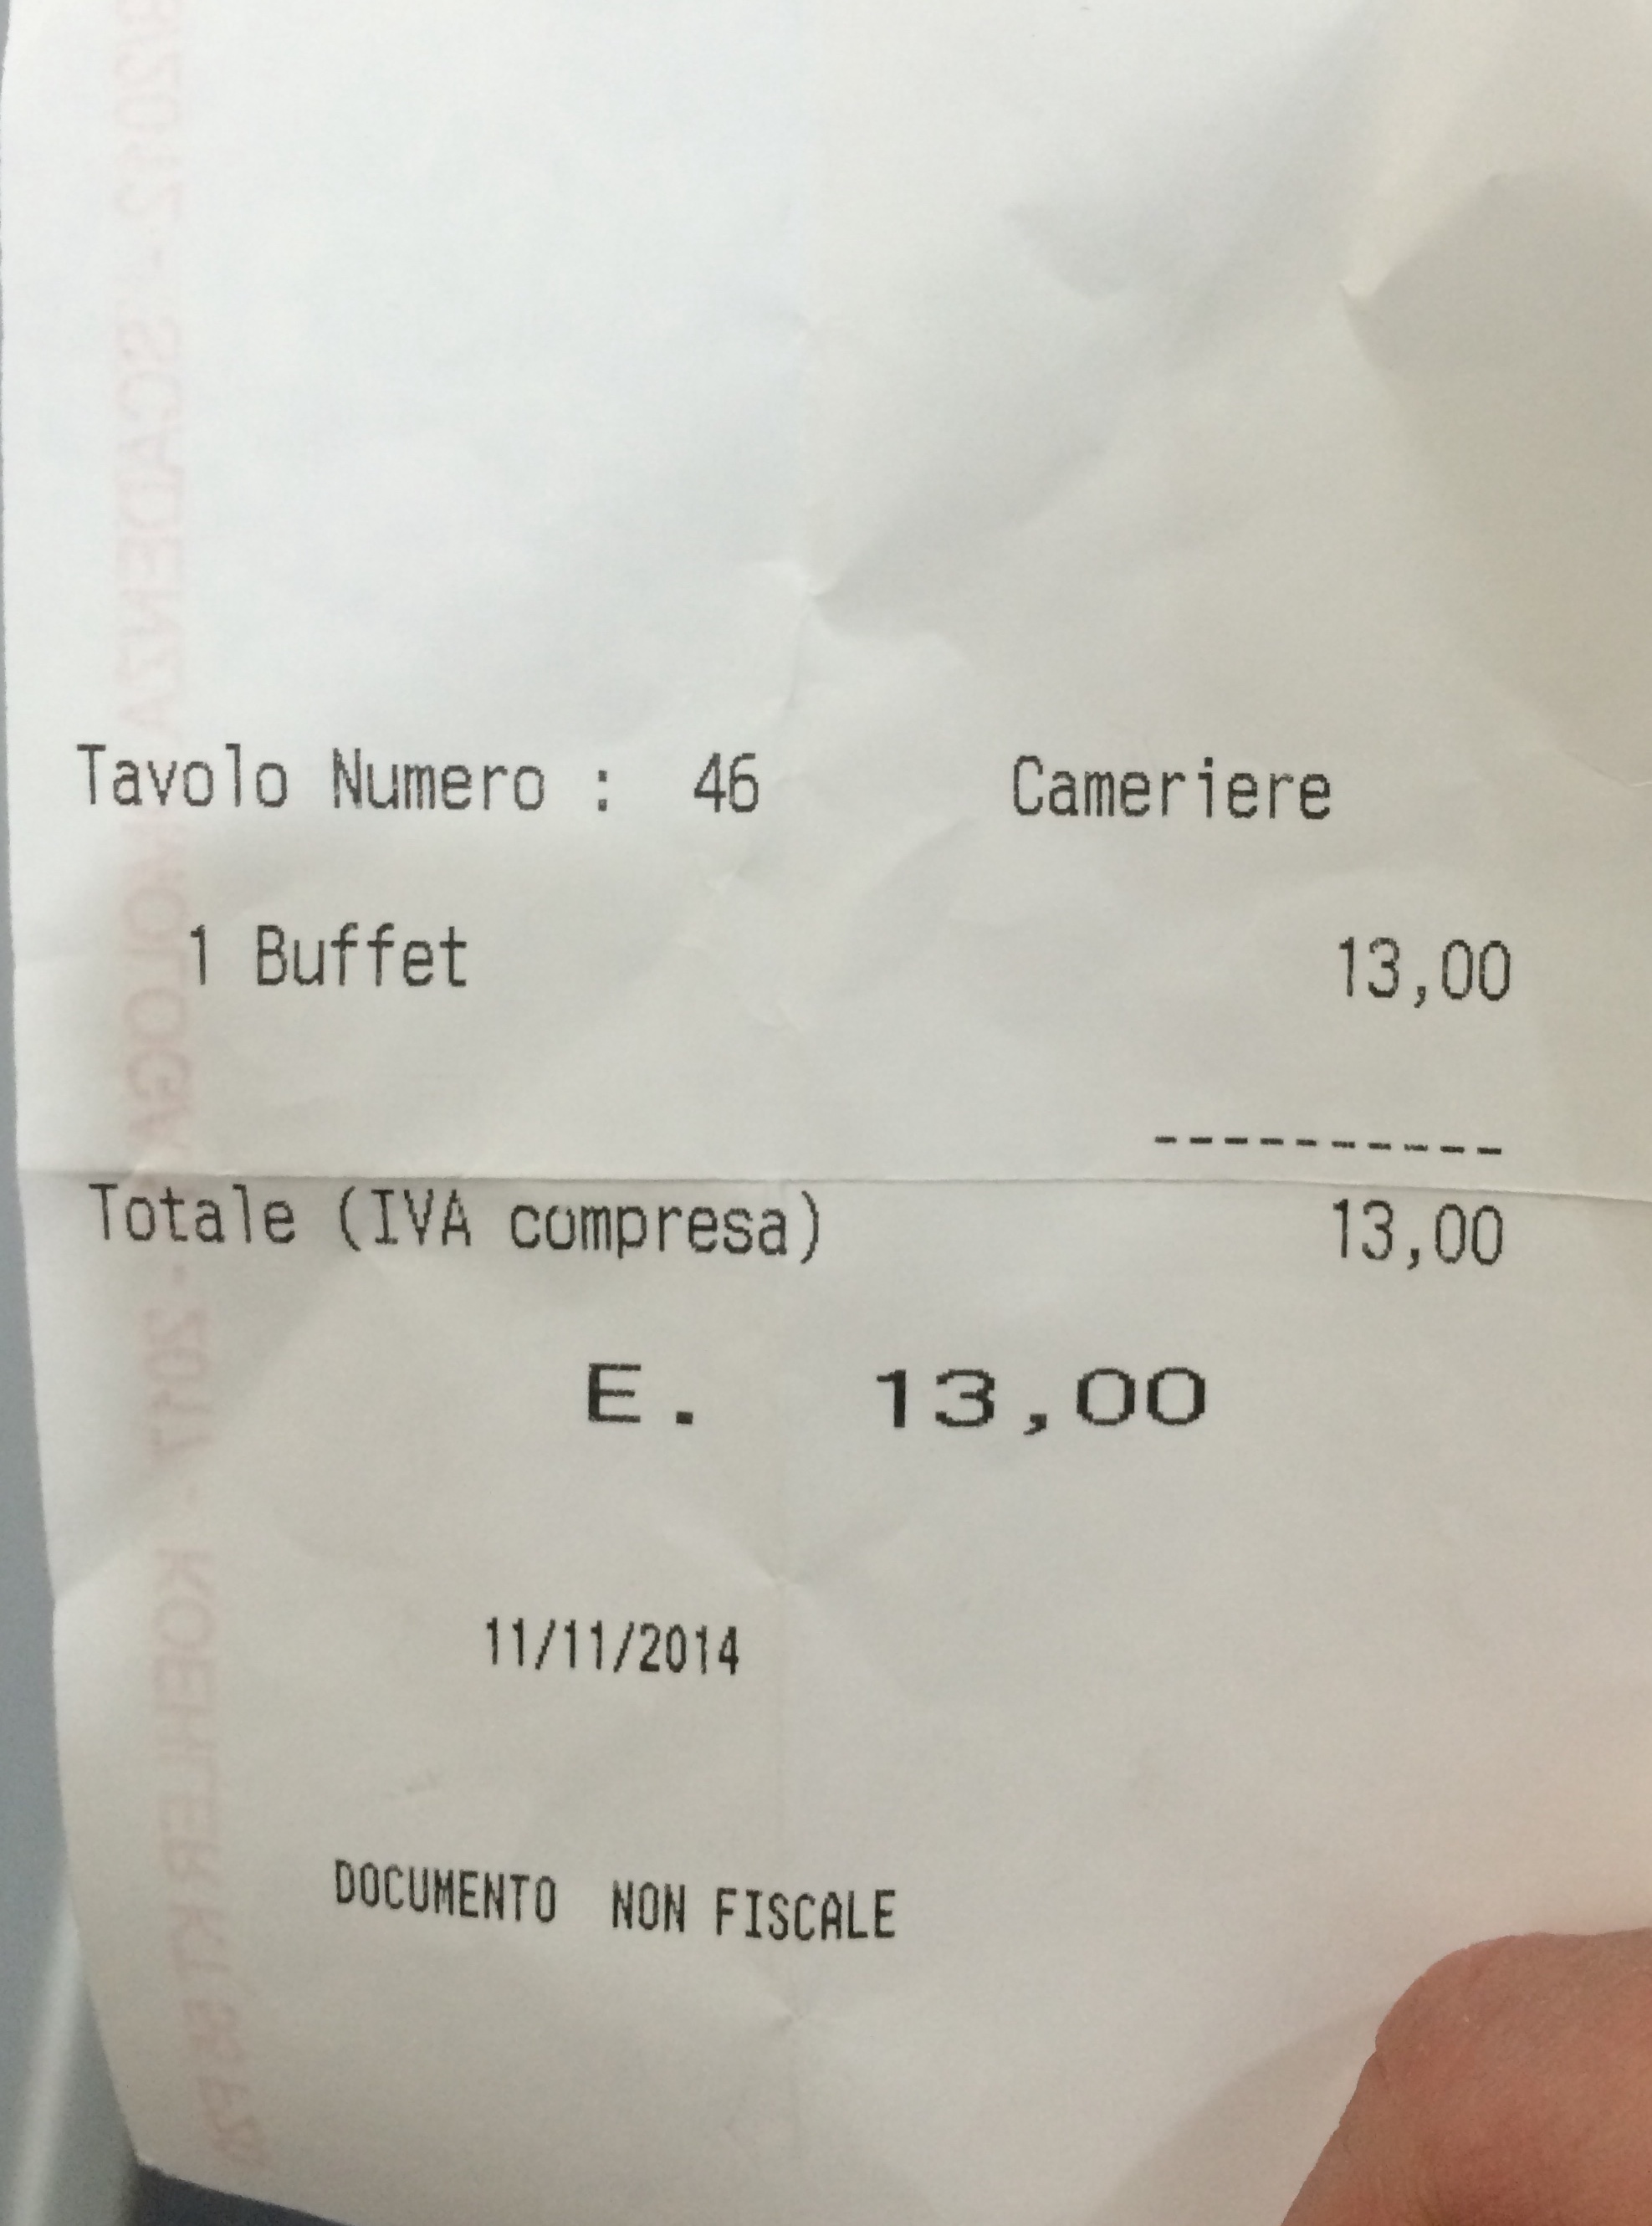 Tavolo Numero : 46 Cameriere
1 Buffet 13,00
----------
Totale (IVA compresa) 13,00
E. 13,00
11/11/2014
DOCUMENTO NON FISCALE